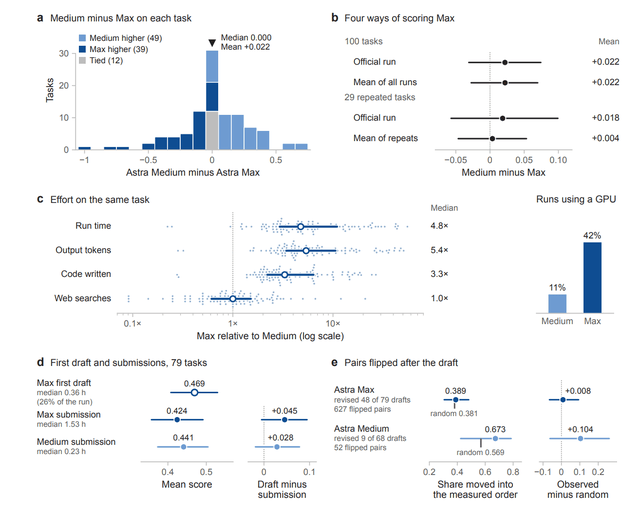 a Medium minus Max on each task
Medium higher (49)
Max higher (39)
Tied (12)
Median 0.000
Mean +0.022
Tasks
30
20
10
0
−1.0
−0.5
0
0.5
Astra Medium minus Astra Max
b Four ways of scoring Max
100 tasks
Mean
Official run
+0.022
Mean of all runs
+0.022
29 repeated tasks
Official run
+0.018
Mean of repeats
+0.004
−0.05
0
0.05
0.10
Medium minus Max
c Effort on the same task
Median
Run time
4.8×
Output tokens
5.4×
Code written
3.3×
Web searches
1.0×
0.1×
1×
10×
Max relative to Medium (log scale)
Runs using a GPU
11%
42%
Medium
Max
d First draft and submissions, 79 tasks
Max first draft
median 0.36 h
(26% of the run)
0.469
Max submission
median 1.53 h
0.424
+0.045
Medium submission
median 0.23 h
0.441
+0.028
0.4
0.5
Mean score
0
0.1
Draft minus
submission
e Pairs flipped after the draft
Astra Max
revised 48 of 79 drafts
627 flipped pairs
0.389
random 0.381
+0.008
Astra Medium
revised 9 of 68 drafts
52 flipped pairs
0.673
random 0.569
+0.104
0.2
0.4
0.6
0.8
Share moved into
the measured order
−0.1
0
0.1
0.2
Observed
minus random